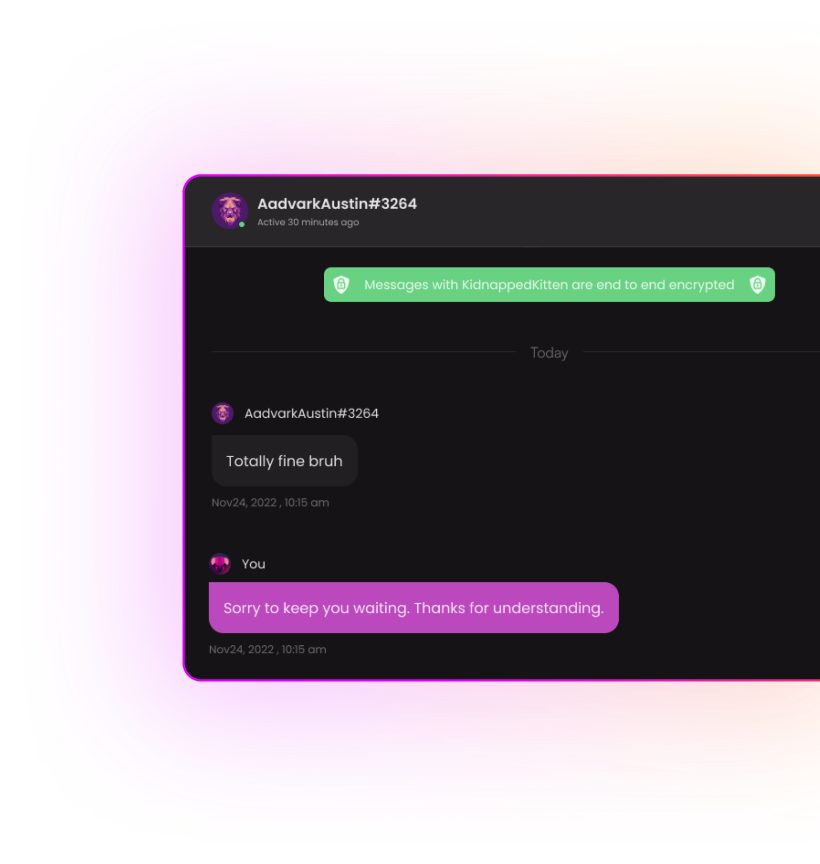 AadvarkAustin#3264
Active 30 minutes ago
Messages with KidnappedKitten are end to end encrypted
Today
AadvarkAustin#3264
Totally fine bruh
Nov24, 2022 , 10:15 am
You
Sorry to keep you waiting. Thanks for understanding.
Nov24, 2022 , 10:15 am